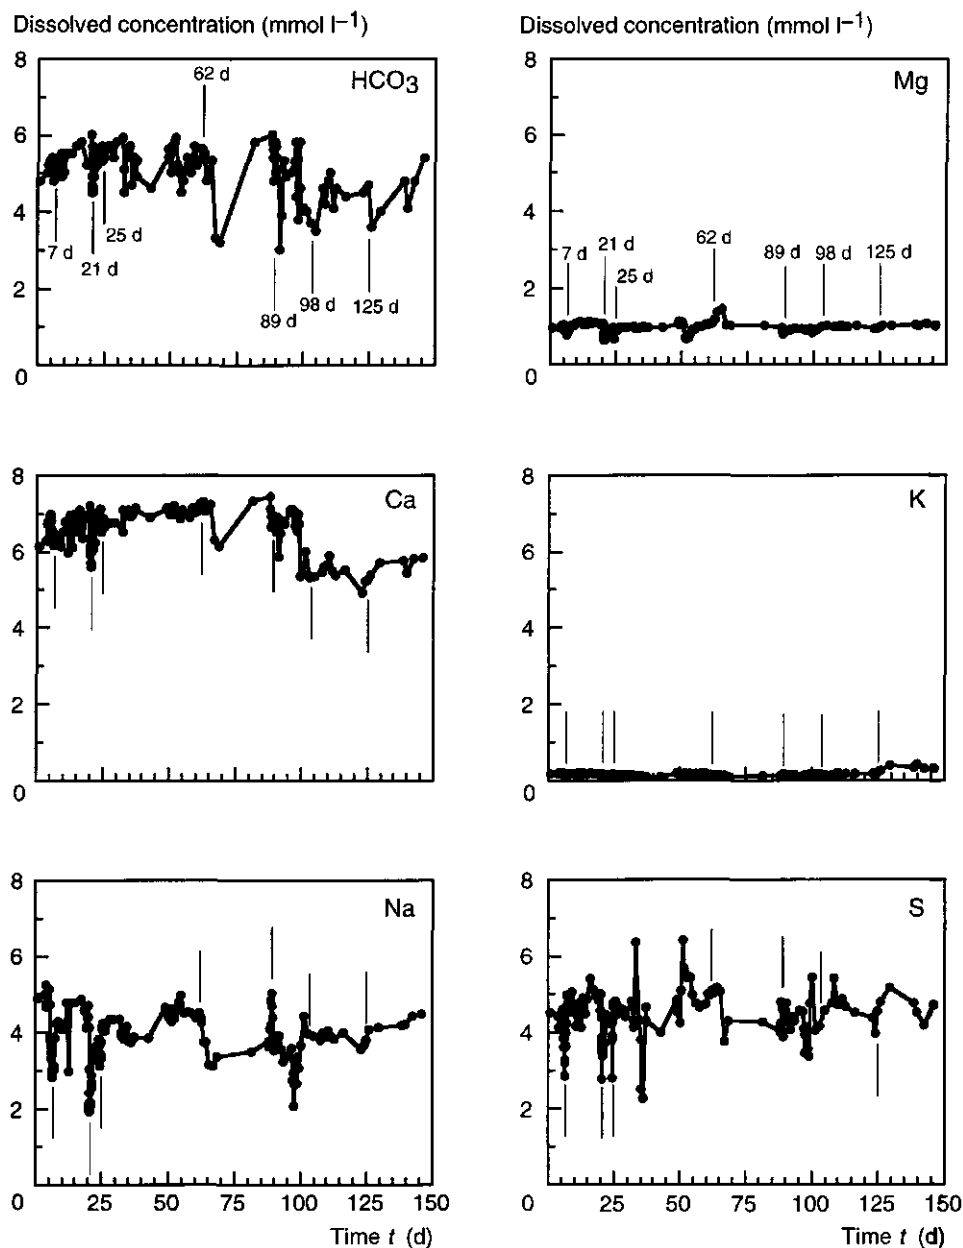 Dissolved concentration (mmol l–1)
Dissolved concentration (mmol l–1)
8
6
4
2
0
62 d
HCO3
7 d
25 d
21 d
89 d
98 d
125 d
8
6
4
2
0
Mg
7 d
21 d
25 d
62 d
89 d
98 d
125 d
8
6
4
2
0
Ca
8
6
4
2
0
K
8
6
4
2
0
Na
0 25 50 75 100 125 150
Time t (d)
8
6
4
2
0
S
0 25 50 75 100 125 150
Time t (d)